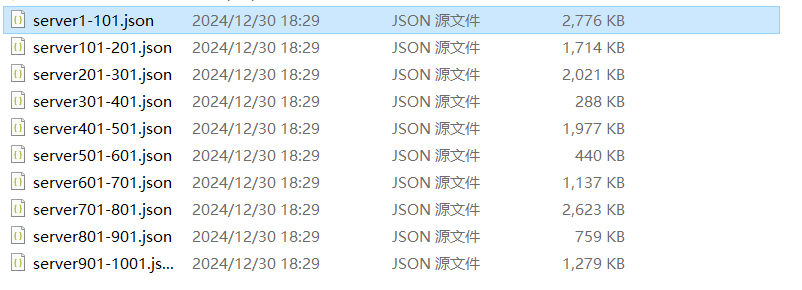 server1-101.json 2024/12/30 18:29 JSON 源文件 2,776 KB
server101-201.json 2024/12/30 18:29 JSON 源文件 1,714 KB
server201-301.json 2024/12/30 18:29 JSON 源文件 2,021 KB
server301-401.json 2024/12/30 18:29 JSON 源文件 288 KB
server401-501.json 2024/12/30 18:29 JSON 源文件 1,977 KB
server501-601.json 2024/12/30 18:29 JSON 源文件 440 KB
server601-701.json 2024/12/30 18:29 JSON 源文件 1,137 KB
server701-801.json 2024/12/30 18:29 JSON 源文件 2,623 KB
server801-901.json 2024/12/30 18:29 JSON 源文件 759 KB
server901-1001.js... 2024/12/30 18:29 JSON 源文件 1,279 KB